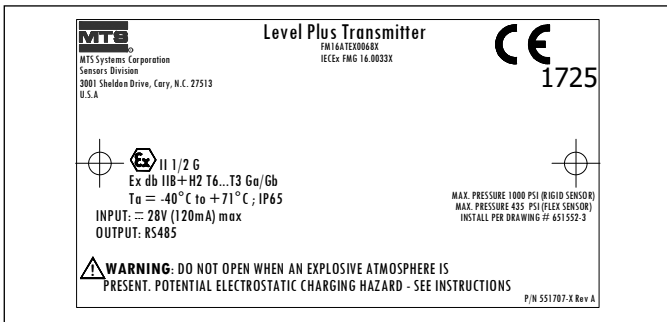 MTS
®
MTS Systems Corporation
Sensors Division
3001 Sheldon Drive, Cary, N.C. 27513
U.S.A
Level Plus Transmitter
FM16ATEX0068X
IECEx FMG 16.0033X
CE
1725
Ex II 1/2 G
Ex db IIB+H2 T6...T3 Ga/Gb
Ta = -40°C to +71°C ; IP65
INPUT: ⎓ 28V (120mA) max
OUTPUT: RS485
MAX. PRESSURE 1000 PSI (RIGID SENSOR)
MAX. PRESSURE 435 PSI (FLEX SENSOR)
INSTALL PER DRAWING # 651552-3
WARNING: DO NOT OPEN WHEN AN EXPLOSIVE ATMOSPHERE IS
PRESENT. POTENTIAL ELECTROSTATIC CHARGING HAZARD - SEE INSTRUCTIONS
P/N 551707-X Rev A